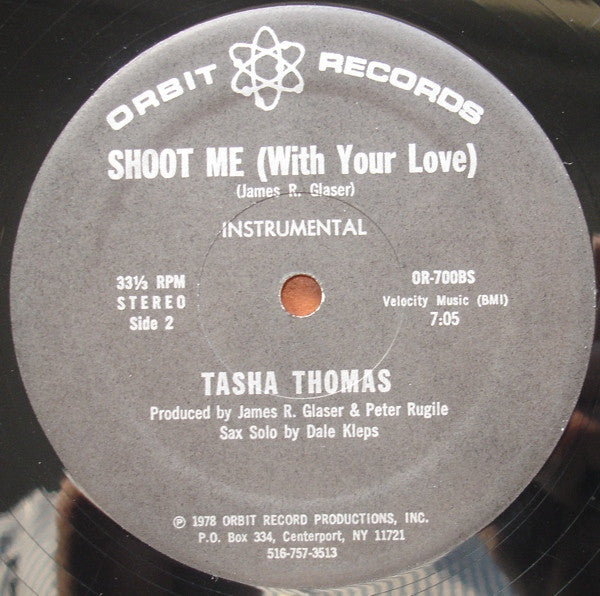 ORBIT RECORDS
SHOOT ME (With Your Love)
(James R. Glaser)
INSTRUMENTAL
33⅓ RPM
STEREO
Side 2
OR-700BS
Velocity Music (BMI)
7:05
TASHA THOMAS
Produced by James R. Glaser & Peter Rugile
Sax Solo by Dale Kleps
℗ 1978 ORBIT RECORD PRODUCTIONS, INC.
P.O. Box 334, Centerport, NY 11721
516-757-3513